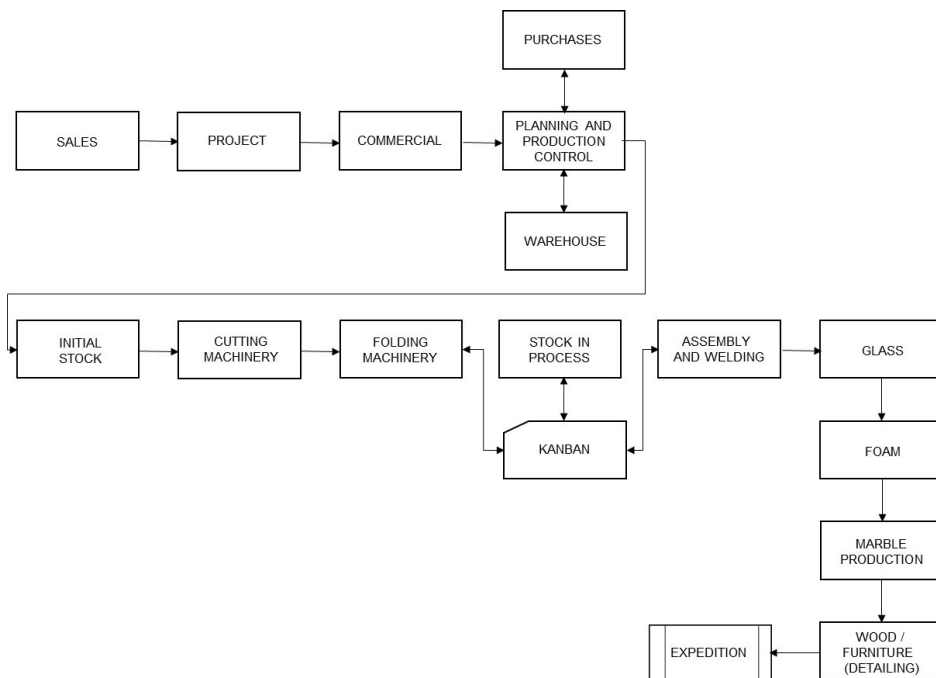 PURCHASES
SALES
PROJECT
COMMERCIAL
PLANNING AND
PRODUCTION
CONTROL
WAREHOUSE
INITIAL
STOCK
CUTTING
MACHINERY
FOLDING
MACHINERY
STOCK IN
PROCESS
ASSEMBLY
AND WELDING
GLASS
KANBAN
FOAM
MARBLE
PRODUCTION
EXPEDITION
WOOD /
FURNITURE
(DETAILING)